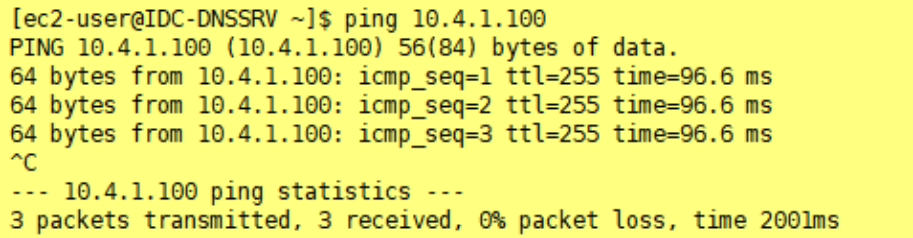 [ec2-user@IDC-DNSSRV ~]$ ping 10.4.1.100
PING 10.4.1.100 (10.4.1.100) 56(84) bytes of data.
64 bytes from 10.4.1.100: icmp_seq=1 ttl=255 time=96.6 ms
64 bytes from 10.4.1.100: icmp_seq=2 ttl=255 time=96.6 ms
64 bytes from 10.4.1.100: icmp_seq=3 ttl=255 time=96.6 ms
^C
--- 10.4.1.100 ping statistics ---
3 packets transmitted, 3 received, 0% packet loss, time 2001ms